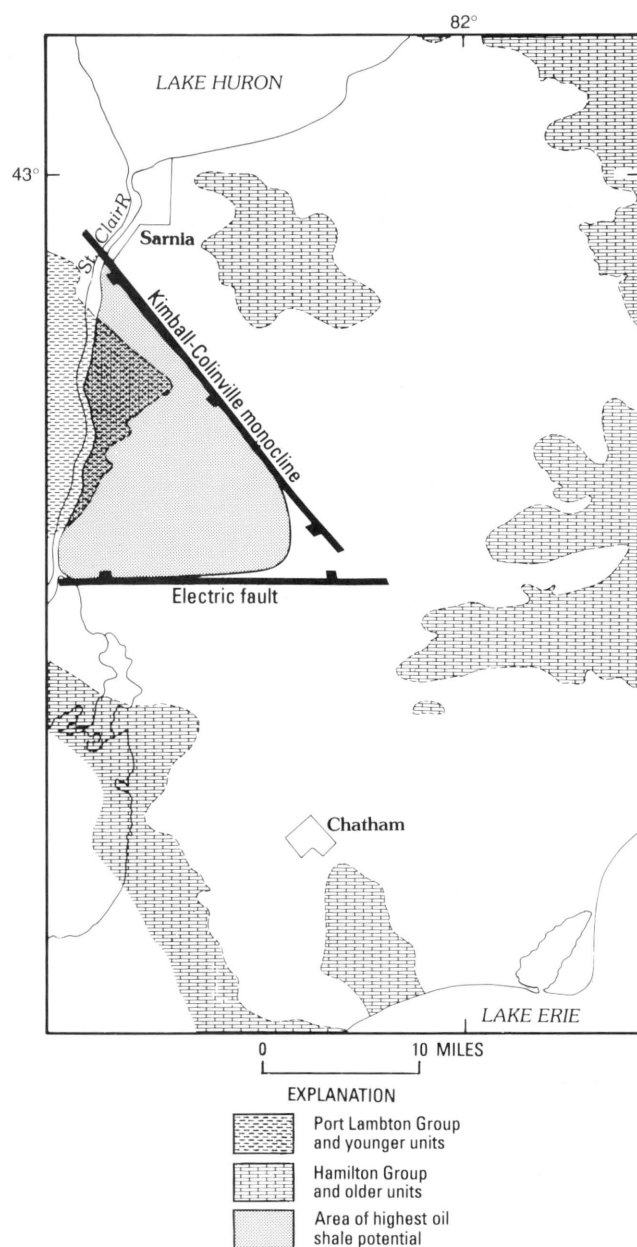 82°
LAKE HURON
43°
St. Clair R
Sarnia
Kimball-Colinville monocline
Electric fault
Chatham
LAKE ERIE
0 10 MILES
EXPLANATION
Port Lambton Group
and younger units
Hamilton Group
and older units
Area of highest oil
shale potential